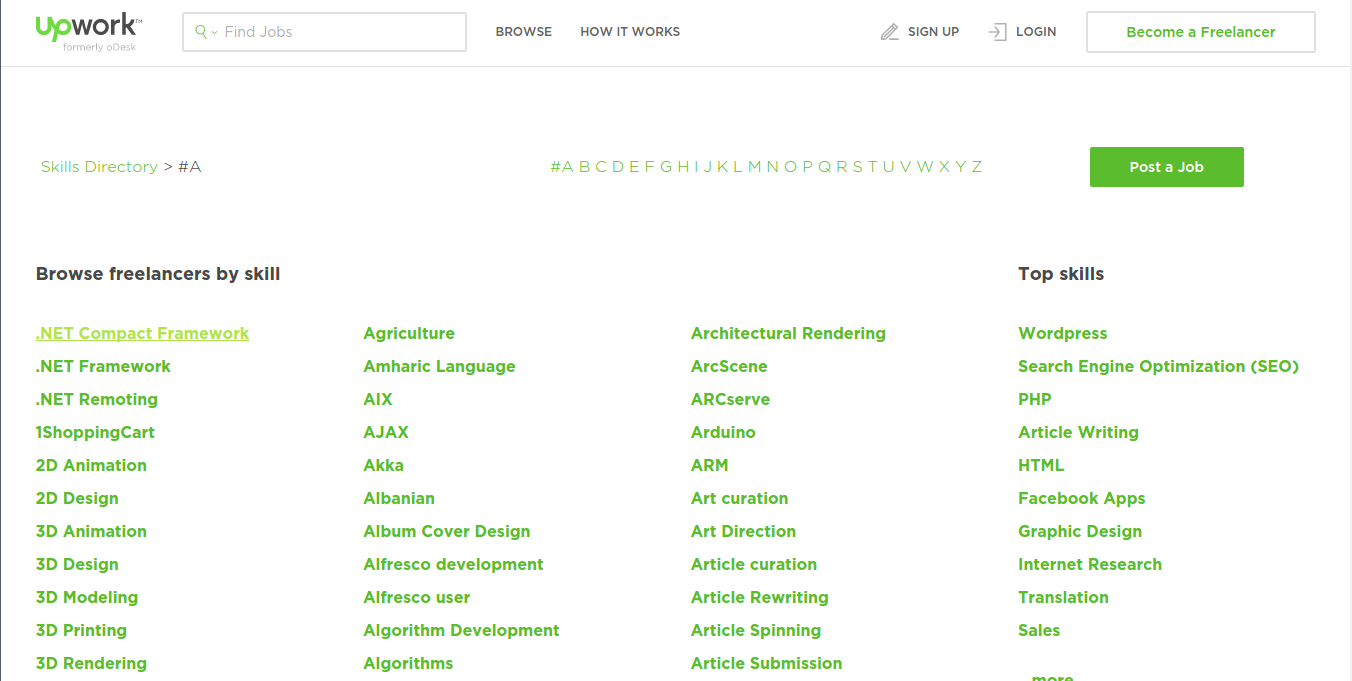 Upwork™
formerly oDesk
Find Jobs
BROWSE
HOW IT WORKS
SIGN UP
LOGIN
Become a Freelancer
Skills Directory > #A
#A B C D E F G H I J K L M N O P Q R S T U V W X Y Z
Post a Job
Browse freelancers by skill
.NET Compact Framework
.NET Framework
.NET Remoting
1ShoppingCart
2D Animation
2D Design
3D Animation
3D Design
3D Modeling
3D Printing
3D Rendering
Agriculture
Amharic Language
AIX
AJAX
Akka
Albanian
Album Cover Design
Alfresco development
Alfresco user
Algorithm Development
Algorithms
Architectural Rendering
ArcScene
ARCserve
Arduino
ARM
Art curation
Art Direction
Article curation
Article Rewriting
Article Spinning
Article Submission
Top skills
Wordpress
Search Engine Optimization (SEO)
PHP
Article Writing
HTML
Facebook Apps
Graphic Design
Internet Research
Translation
Sales
...more